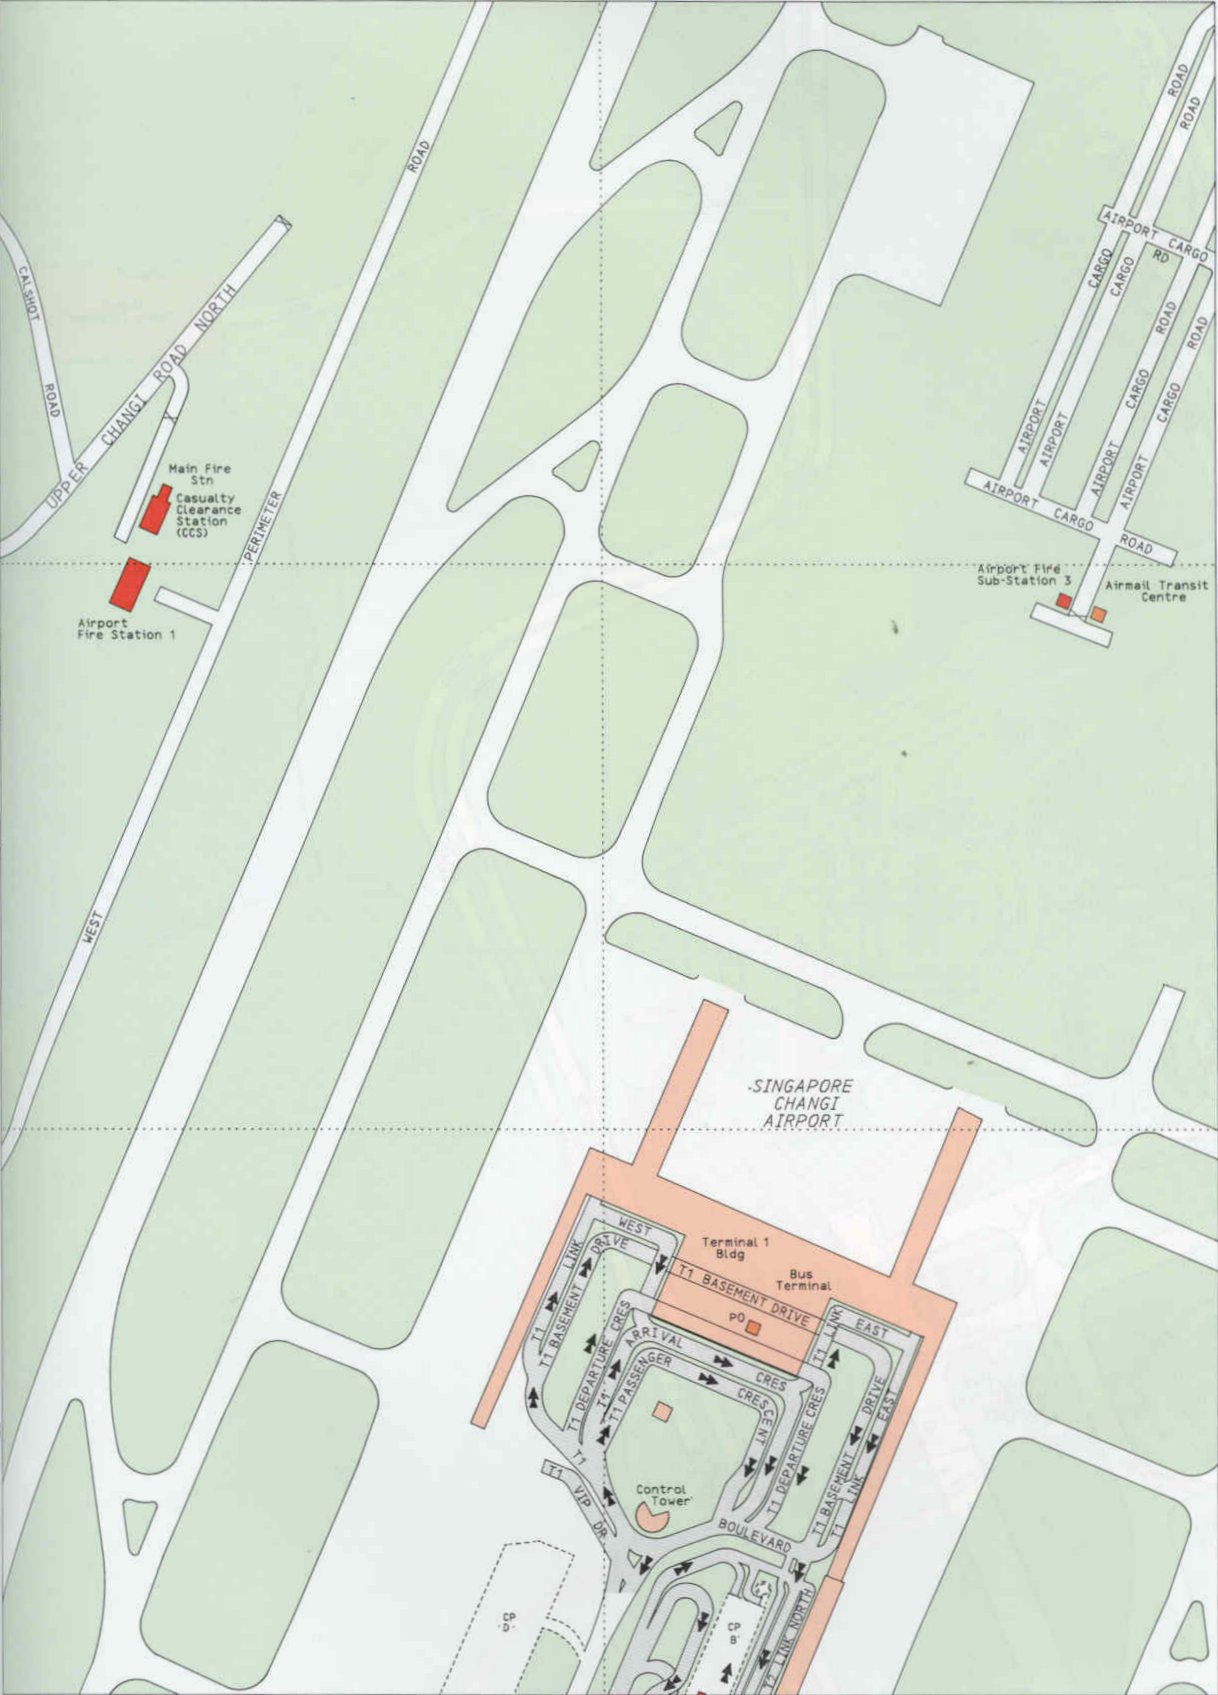 ROAD
ROAD
ROAD
AIRPORT CARGO
RD
CARGO
CARGO
ROAD
ROAD
CALSHOT
ROAD
UPPER CHANGI ROAD NORTH
Main Fire
Stn
Casualty
Clearance
Station
(CCS)
PERIMETER
AIRPORT
AIRPORT
AIRPORT
CARGO
AIRPORT
CARGO
AIRPORT CARGO ROAD
Airport Fire
Sub-Station 3
Airmail Transit
Centre
Airport
Fire Station 1
WEST
SINGAPORE
CHANGI
AIRPORT
WEST
T1 LINK
T1 BASEMENT DRIVE
Terminal 1
Bldg
Bus
Terminal
T1 BASEMENT DRIVE
PO
T1 LINK
EAST
T1 DEPARTURE CRES
T1 ARRIVAL CRES
T1 PASSENGER CRESCENT
T1 DEPARTURE CRES
T1 BASEMENT DRIVE
T1 LINK EAST
T1
T1 VIP DR
Control
Tower
BOULEVARD
CP
D
CP
B
T1 LINK NORTH